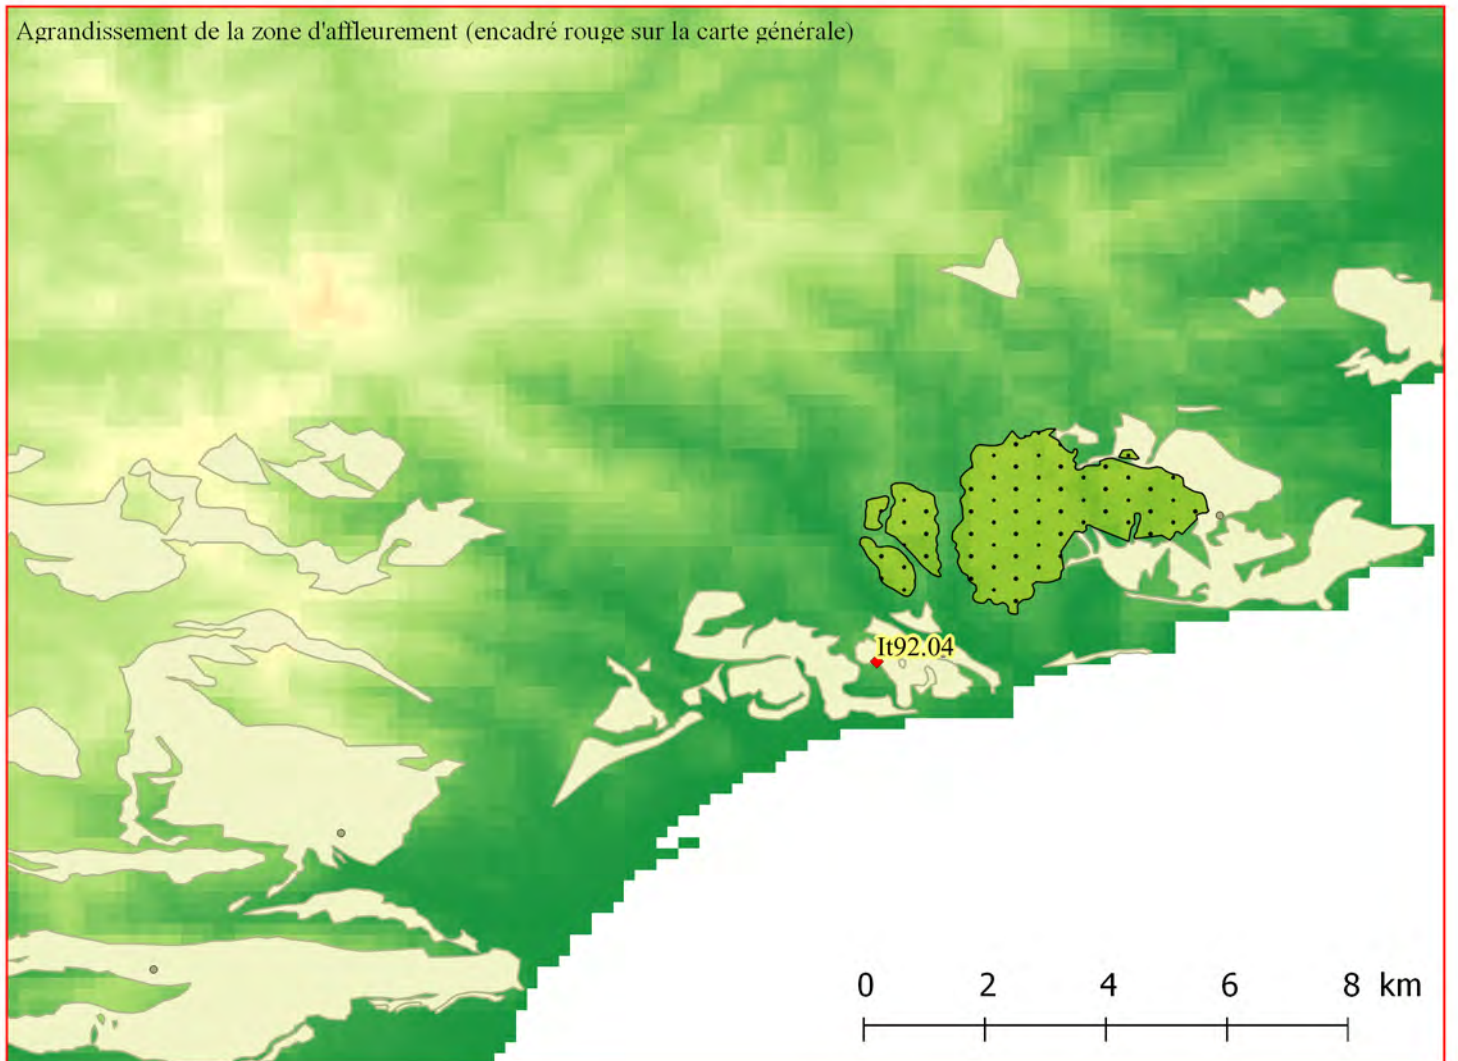 Agrandissement de la zone d'affleurement (encadré rouge sur la carte générale)
It92.04
0 2 4 6 8 km